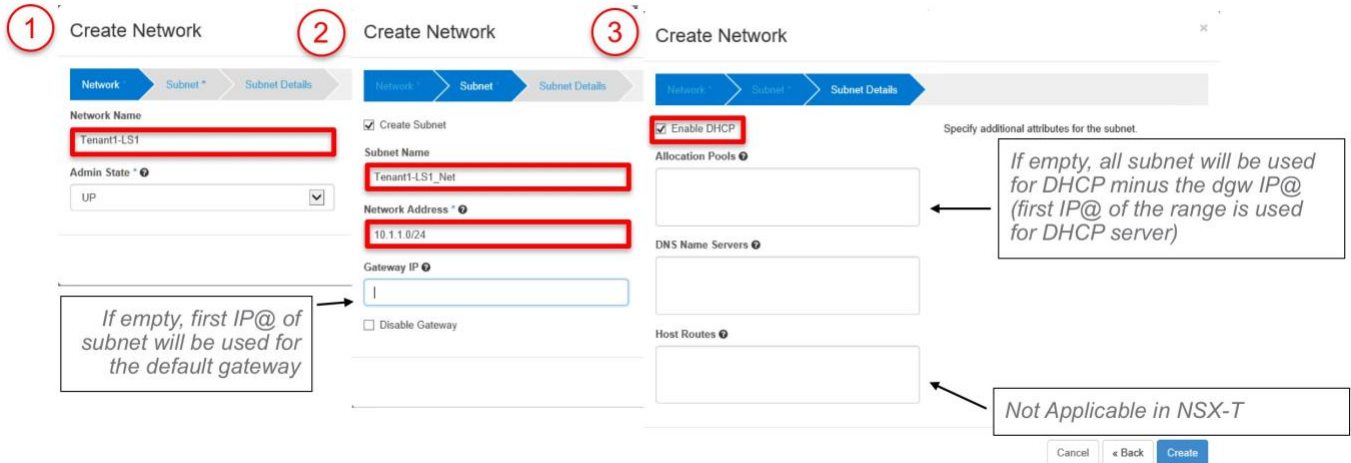 1
Create Network
Network *
Subnet *
Subnet Details
Network Name
Tenant1-LS1
Admin State *
UP
If empty, first IP@ of
subnet will be used for
the default gateway
2
Create Network
Network *
Subnet *
Subnet Details
Create Subnet
Subnet Name
Tenant1-LS1_Net
Network Address *
10.1.1.0/24
Gateway IP
Disable Gateway
3
Create Network
×
Network *
Subnet *
Subnet Details
Enable DHCP
Specify additional attributes for the subnet.
Allocation Pools
If empty, all subnet will be used
for DHCP minus the dgw IP@
(first IP@ of the range is used
for DHCP server)
DNS Name Servers
Host Routes
Not Applicable in NSX-T
Cancel
« Back
Create